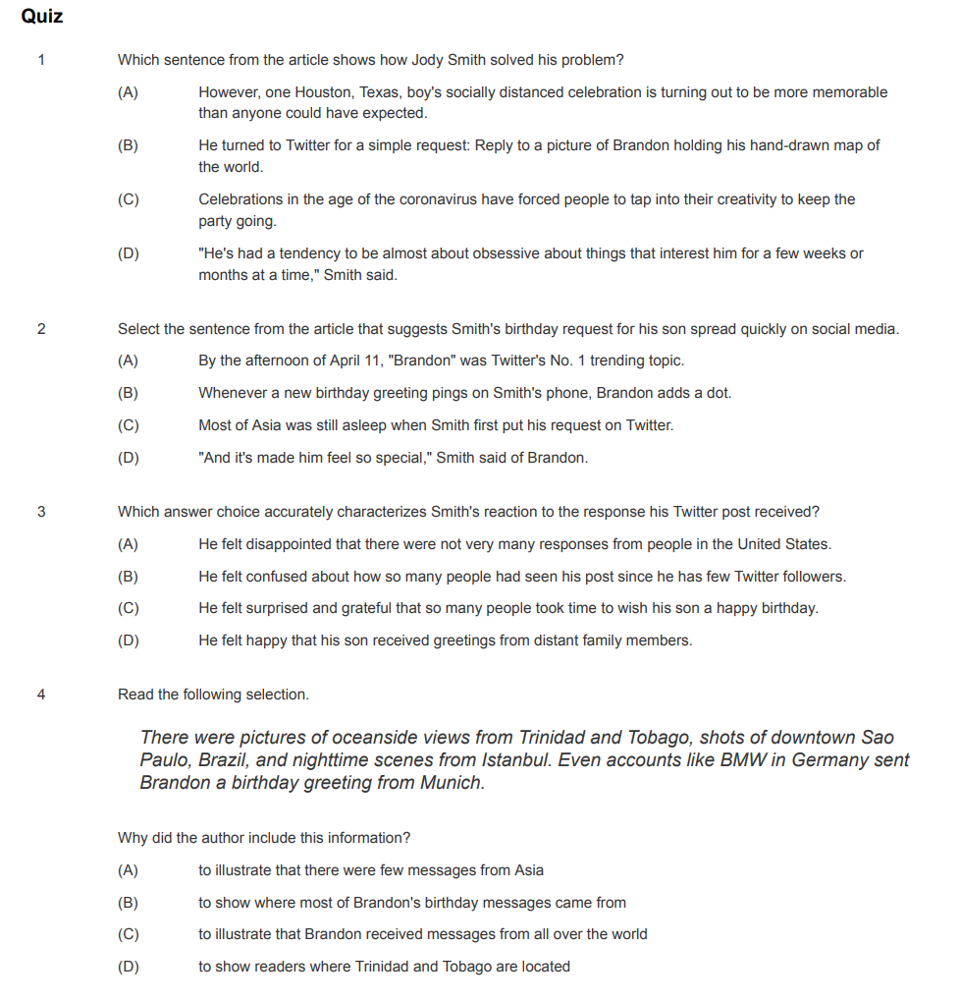 Quiz
1 Which sentence from the article shows how Jody Smith solved his problem?
(A) However, one Houston, Texas, boy's socially distanced celebration is turning out to be more memorable
than anyone could have expected.
(B) He turned to Twitter for a simple request: Reply to a picture of Brandon holding his hand-drawn map of
the world.
(C) Celebrations in the age of the coronavirus have forced people to tap into their creativity to keep the
party going.
(D) "He's had a tendency to be almost about obsessive about things that interest him for a few weeks or
months at a time," Smith said.
2 Select the sentence from the article that suggests Smith's birthday request for his son spread quickly on social media.
(A) By the afternoon of April 11, "Brandon" was Twitter's No. 1 trending topic.
(B) Whenever a new birthday greeting pings on Smith's phone, Brandon adds a dot.
(C) Most of Asia was still asleep when Smith first put his request on Twitter.
(D) "And it's made him feel so special," Smith said of Brandon.
3 Which answer choice accurately characterizes Smith's reaction to the response his Twitter post received?
(A) He felt disappointed that there were not very many responses from people in the United States.
(B) He felt confused about how so many people had seen his post since he has few Twitter followers.
(C) He felt surprised and grateful that so many people took time to wish his son a happy birthday.
(D) He felt happy that his son received greetings from distant family members.
4 Read the following selection.
There were pictures of oceanside views from Trinidad and Tobago, shots of downtown Sao
Paulo, Brazil, and nighttime scenes from Istanbul. Even accounts like BMW in Germany sent
Brandon a birthday greeting from Munich.
Why did the author include this information?
(A) to illustrate that there were few messages from Asia
(B) to show where most of Brandon's birthday messages came from
(C) to illustrate that Brandon received messages from all over the world
(D) to show readers where Trinidad and Tobago are located